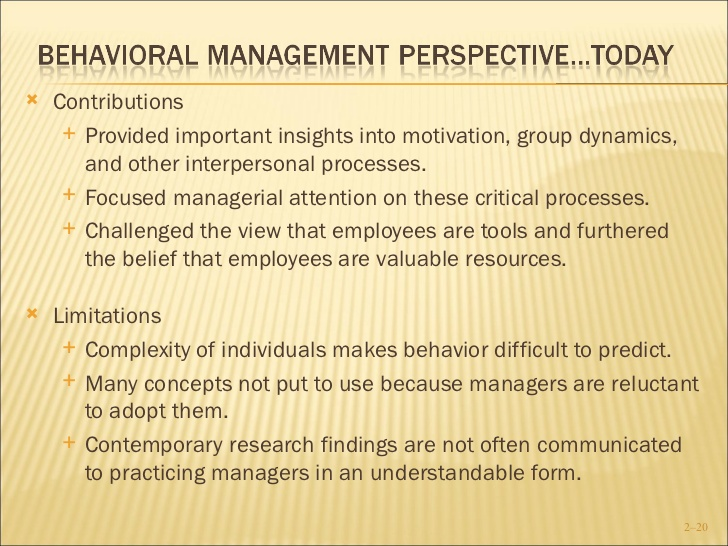 BEHAVIORAL MANAGEMENT PERSPECTIVE...TODAY
Contributions
Provided important insights into motivation, group dynamics,
and other interpersonal processes.
Focused managerial attention on these critical processes.
Challenged the view that employees are tools and furthered
the belief that employees are valuable resources.
Limitations
Complexity of individuals makes behavior difficult to predict.
Many concepts not put to use because managers are reluctant
to adopt them.
Contemporary research findings are not often communicated
to practicing managers in an understandable form.
2–20